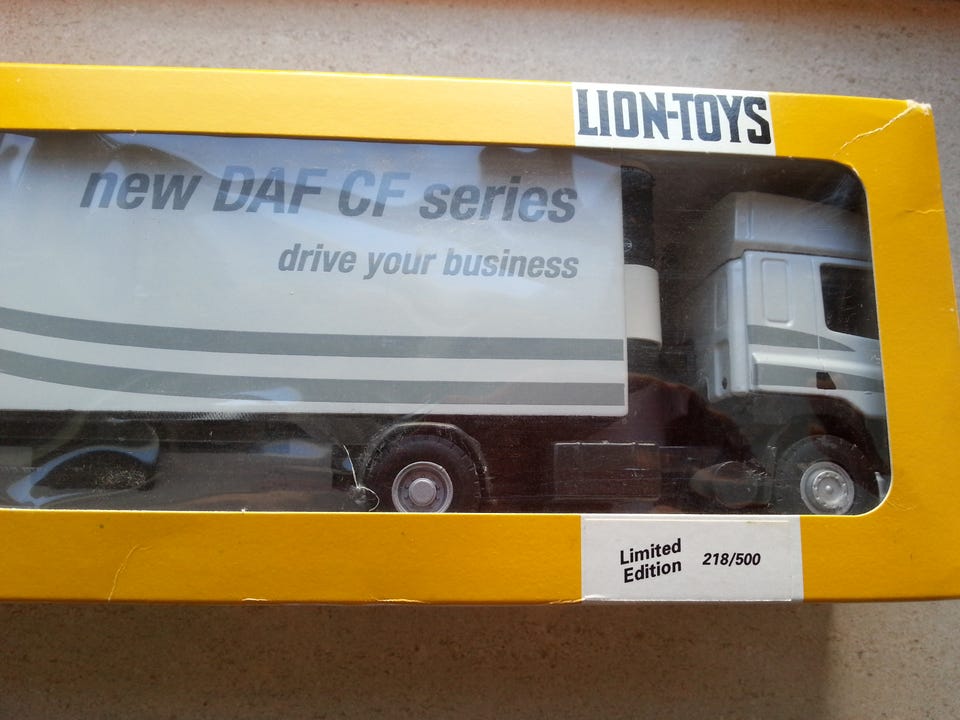 LION-TOYS
new DAF CF series
drive your business
Limited
Edition
218/500